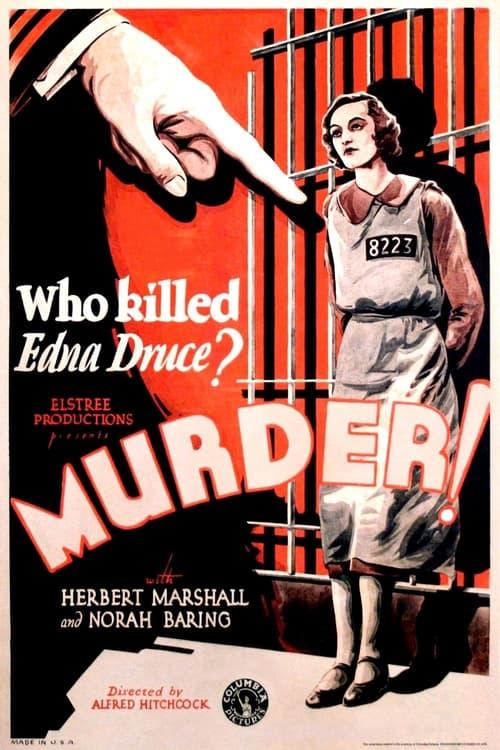 8223
Who killed
Edna Druce?
ELSTREE
PRODUCTIONS
presents
MURDER!
with
HERBERT MARSHALL
and NORAH BARING
Directed by
ALFRED HITCHCOCK
COLUMBIA
PICTURES
MADE IN U.S.A.